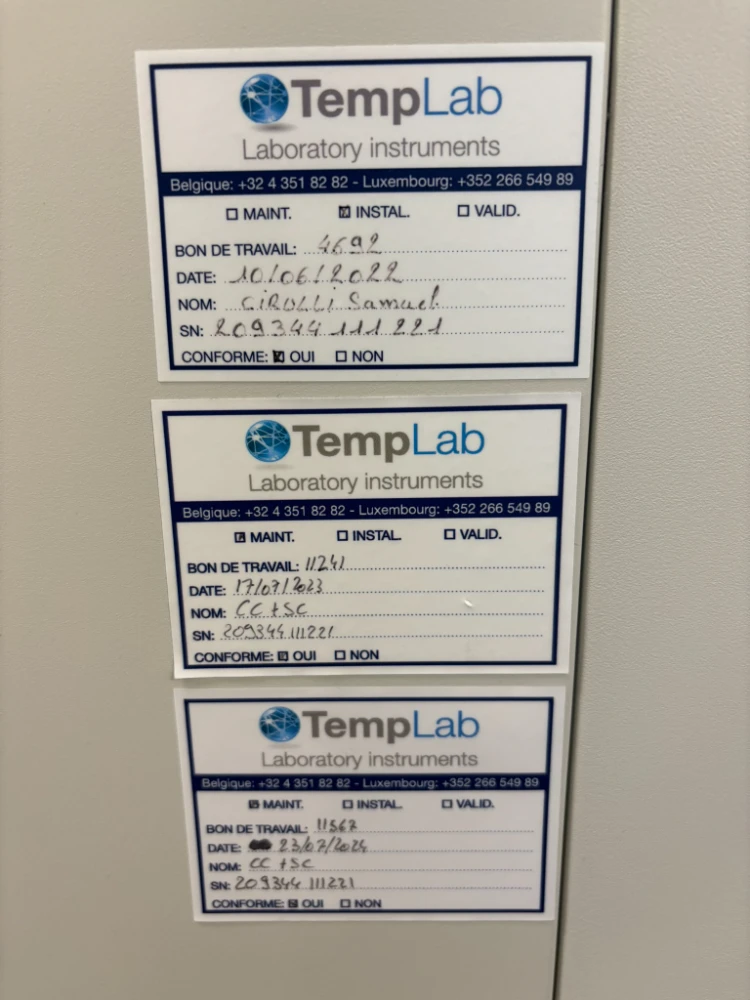 TempLab
Laboratory instruments
Belgique: +32 4 351 82 82 - Luxembourg: +352 266 549 89
☐ MAINT. ☒ INSTAL. ☐ VALID.
BON DE TRAVAIL: 4692
DATE: 10/06/2022
NOM: CIROLLI Samuel
SN: 209344 111 221
CONFORME: ☒ OUI ☐ NON
TempLab
Laboratory instruments
Belgique: +32 4 351 82 82 - Luxembourg: +352 266 549 89
☒ MAINT. ☐ INSTAL. ☐ VALID.
BON DE TRAVAIL: 11241
DATE: 17/07/2023
NOM: CC + SC
SN: 209344 111221
CONFORME: ☒ OUI ☐ NON
TempLab
Laboratory instruments
Belgique: +32 4 351 82 82 - Luxembourg: +352 266 549 89
☒ MAINT. ☐ INSTAL. ☐ VALID.
BON DE TRAVAIL: 11567
DATE: 23/07/2024
NOM: CC + SC
SN: 209344 111221
CONFORME: ☒ OUI ☐ NON